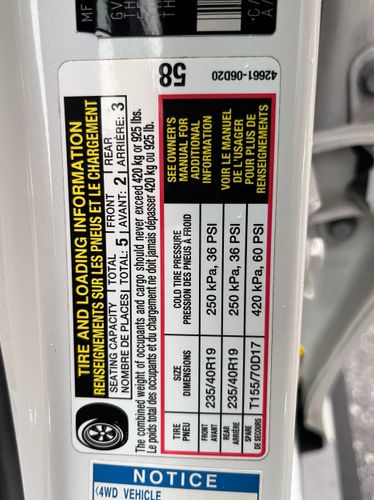 MF
GV
TH
TH
C/
A/
58
42661-06D20
TIRE AND LOADING INFORMATION
RENSEIGNEMENTS SUR LES PNEUS ET LE CHARGEMENT
SEATING CAPACITY | TOTAL | FRONT | REAR
NOMBRE DE PLACES | TOTAL: 5 | AVANT: 2 | ARRIÈRE: 3
The combined weight of occupants and cargo should never exceed 420 kg or 925 lbs.
Le poids total des occupants et du chargement ne doit jamais dépasser 420 kg ou 925 lb.
TIRE
PNEU
SIZE
DIMENSIONS
COLD TIRE PRESSURE
PRESSION DES PNEUS À FROID
FRONT
AVANT
235/40R19
250 kPa, 36 PSI
REAR
ARRIÈRE
235/40R19
250 kPa, 36 PSI
SPARE
DE SECOURS
T155/70D17
420 kPa, 60 PSI
SEE OWNER'S
MANUAL FOR
ADDITIONAL
INFORMATION
VOIR LE MANUEL
DE L'USAGER
POUR PLUS DE
RENSEIGNEMENTS
NOTICE
<4WD VEHICLE